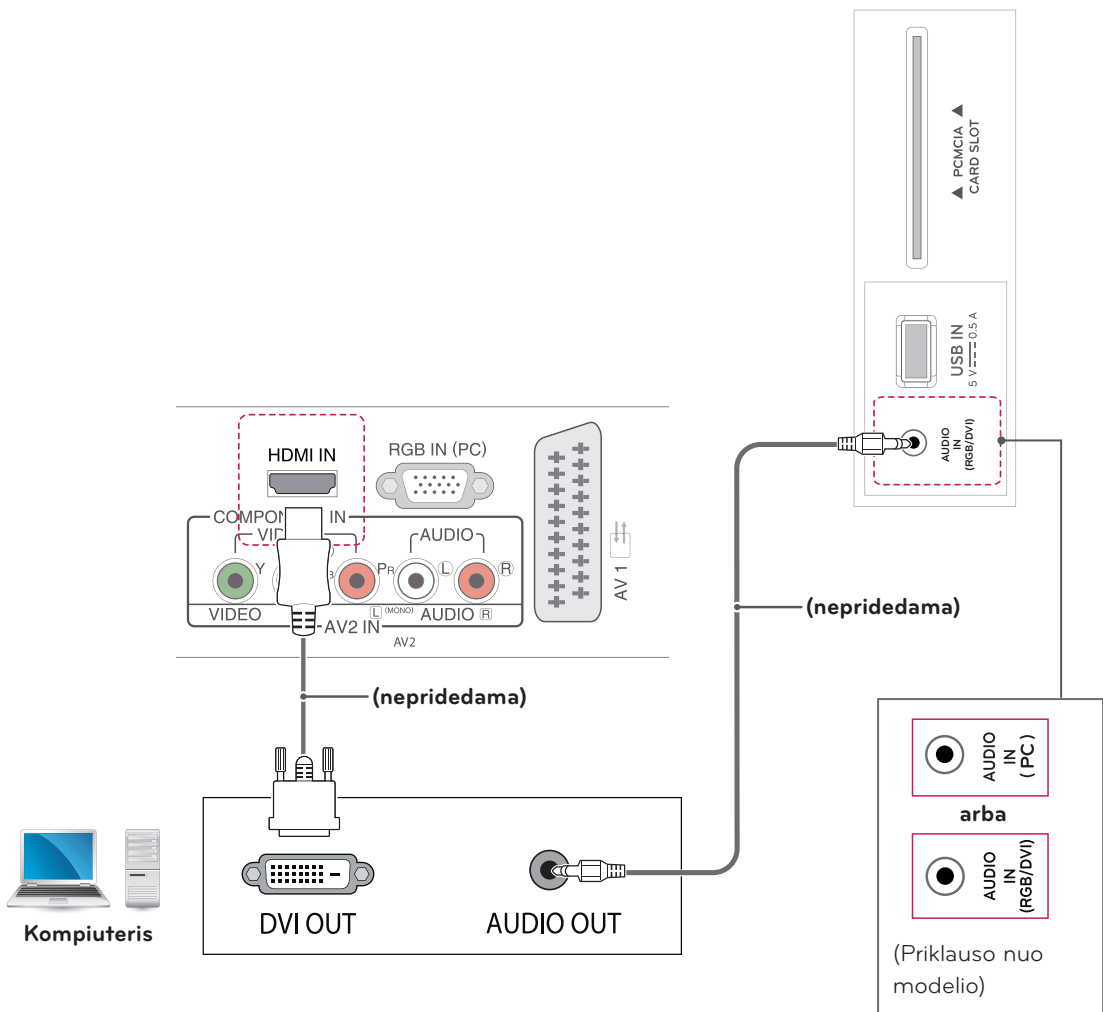 ▲ PCMCIA ▲
CARD SLOT
USB IN
5 V 0.5 A
AUDIO
IN
(RGB/DVI)
HDMI IN
RGB IN (PC)
COMPON IN
VID
AUDIO
Y
B
PR
L
R
VIDEO
L (MONO)
AUDIO R
AV2 IN
AV2
AV 1
(nepridedama)
(nepridedama)
AUDIO
IN
(PC)
arba
AUDIO
IN
(RGB/DVI)
(Priklauso nuo
modelio)
Kompiuteris
DVI OUT
AUDIO OUT